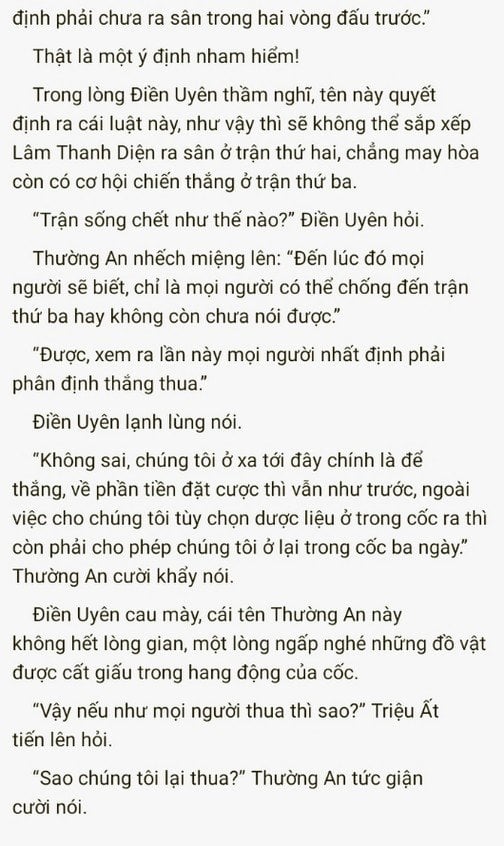 định phải chưa ra sân trong hai vòng đấu trước.”
Thật là một ý định nham hiểm!
Trong lòng Điền Uyên thầm nghĩ, tên này quyết
định ra cái luật này, như vậy thì sẽ không thể sắp xếp
Lâm Thanh Diện ra sân ở trận thứ hai, chẳng may hòa
còn có cơ hội chiến thắng ở trận thứ ba.
“Trận sống chết như thế nào?” Điền Uyên hỏi.
Thường An nhếch miệng lên: “Đến lúc đó mọi
người sẽ biết, chỉ là mọi người có thể chống đến trận
thứ ba hay không còn chưa nói được.”
“Được, xem ra lần này mọi người nhất định phải
phân định thắng thua.”
Điền Uyên lạnh lùng nói.
“Không sai, chúng tôi ở xa tới đây chính là để
thắng, về phần tiền đặt cược thì vẫn như trước, ngoài
việc cho chúng tôi tùy chọn dược liệu ở trong cốc ra thì
còn phải cho phép chúng tôi ở lại trong cốc ba ngày.”
Thường An cười khẩy nói.
Điền Uyên cau mày, cái tên Thường An này
không hết lòng gian, một lòng ngấp nghé những đồ vật
được cất giấu trong hang động của cốc.
“Vậy nếu như mọi người thua thì sao?” Triệu Ất
tiến lên hỏi.
“Sao chúng tôi lại thua?” Thường An tức giận
cười nói.